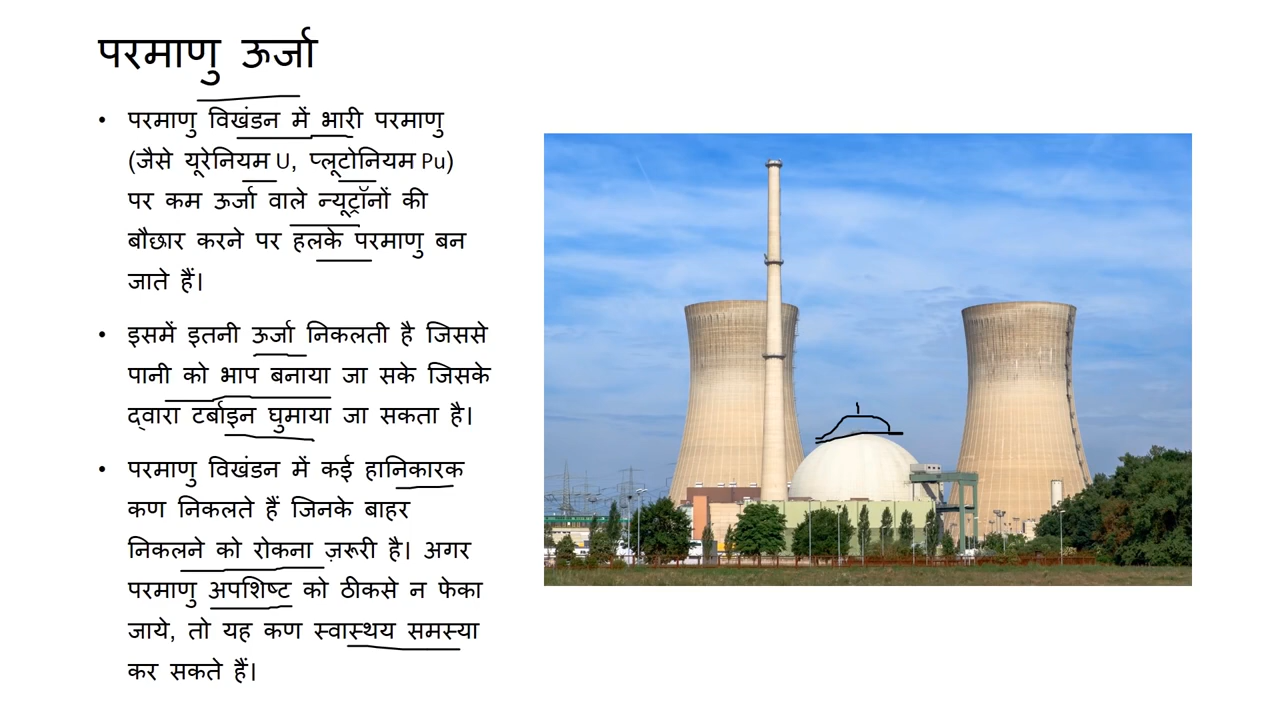 परमाणु ऊर्जा
• परमाणु विखंडन में भारी परमाणु
(जैसे यूरेनियम U, प्लूटोनियम Pu)
पर कम ऊर्जा वाले न्यूट्रॉनों की
बौछार करने पर हलके परमाणु बन
जाते हैं।
• इसमें इतनी ऊर्जा निकलती है जिससे
पानी को भाप बनाया जा सके जिसके
द्वारा टर्बाइन घुमाया जा सकता है।
• परमाणु विखंडन में कई हानिकारक
कण निकलते हैं जिनके बाहर
निकलने को रोकना ज़रूरी है। अगर
परमाणु अपशिष्ट को ठीकसे न फेका
जाये, तो यह कण स्वास्थय समस्या
कर सकते हैं।